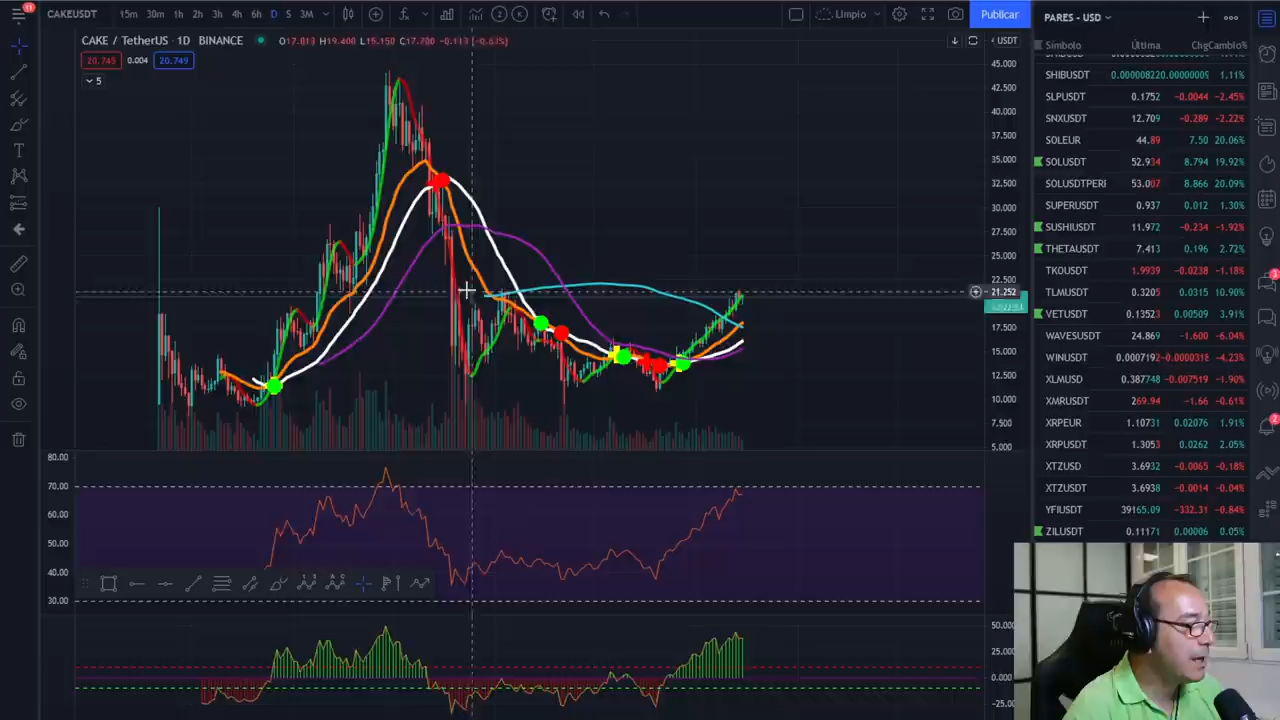 11
CAKEUSDT 15m 30m 1h 2h 3h 4h 6h D S 3M Limpio Publicar
CAKE / TetherUS · 1D BINANCE O17.813 H19.400 L15.150 C17.700 -0.113 (-0.63%)
USDT
20.745 0.004 20.749
5
45.000
42.500
40.000
37.500
35.000
32.500
30.000
27.500
25.000
22.500
21.252
17.500
15.000
12.500
10.000
7.500
5.000
80.00
70.00
60.00
50.00
40.00
30.00
50.000
25.000
0.000
-25.00
PARES - USD
Símbolo Última Chg Cambio%
SHIBUSDT 0.00000822 0.00000009 1.11%
SLPUSDT 0.1752 -0.0044 -2.45%
SNXUSDT 12.709 -0.289 -2.22%
SOLEUR 44.89 7.50 20.06%
SOLUSDT 52.934 8.794 19.92%
SOLUSDTPERI 53.007 8.866 20.09%
SUPERUSDT 0.937 0.012 1.30%
SUSHIUSDT 11.972 -0.234 -1.92%
THETAUSDT 7.413 0.196 2.72%
TKOUSDT 1.9939 -0.0238 -1.18%
TLMUSDT 0.3205 0.0315 10.90%
VETUSDT 0.13523 0.00509 3.91%
WAVESUSDT 24.869 -1.600 -6.04%
WINUSDT 0.0007192 -0.0000318 -4.23%
XLMUSD 0.387748 -0.007519 -1.90%
XMRUSDT 269.94 -1.66 -0.61%
XRPEUR 1.10731 0.02076 1.91%
XRPUSDT 1.3053 0.0262 2.05%
XTZUSD 3.6932 -0.0065 -0.18%
XTZUSDT 3.6938 -0.0014 -0.04%
YFIUSDT 39165.09 -332.31 -0.84%
ZILUSDT 0.11171 0.00006 0.05%